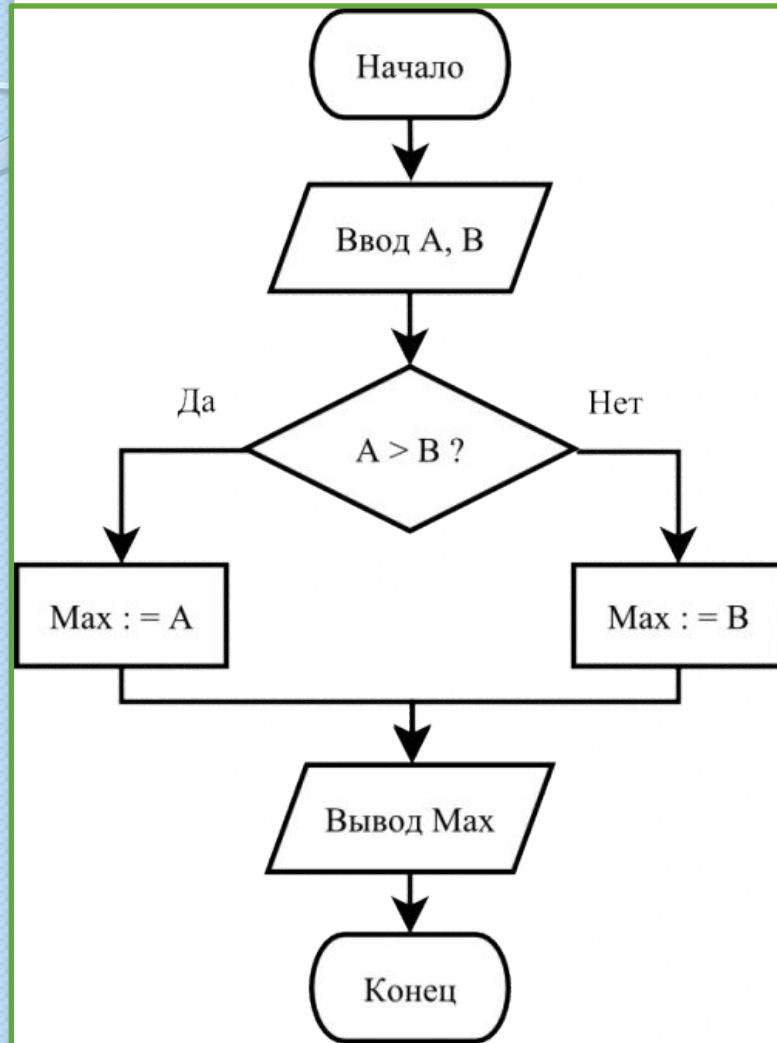 Начало
Ввод A, B
Да
Нет
A > B ?
Max : = A
Max : = B
Вывод Max
Конец